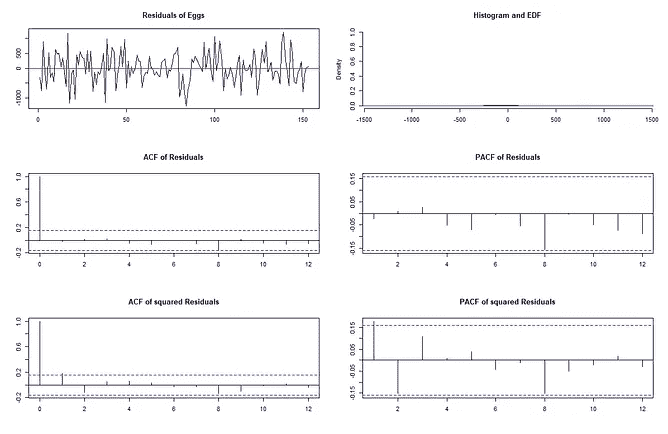 Residuals of Eggs
500
0
-1000
0 50 100 150
Histogram and EDF
Density
1.0
0.8
0.6
0.4
0.2
0.0
-1500 -1000 -500 0 500 1000 1500
ACF of Residuals
1.0
0.6
0.2
-0.2
0 2 4 6 8 10 12
PACF of Residuals
0.15
0.05
-0.05
-0.15
2 4 6 8 10 12
ACF of squared Residuals
1.0
0.6
0.2
-0.2
0 2 4 6 8 10 12
PACF of squared Residuals
0.15
0.05
-0.05
-0.15
2 4 6 8 10 12